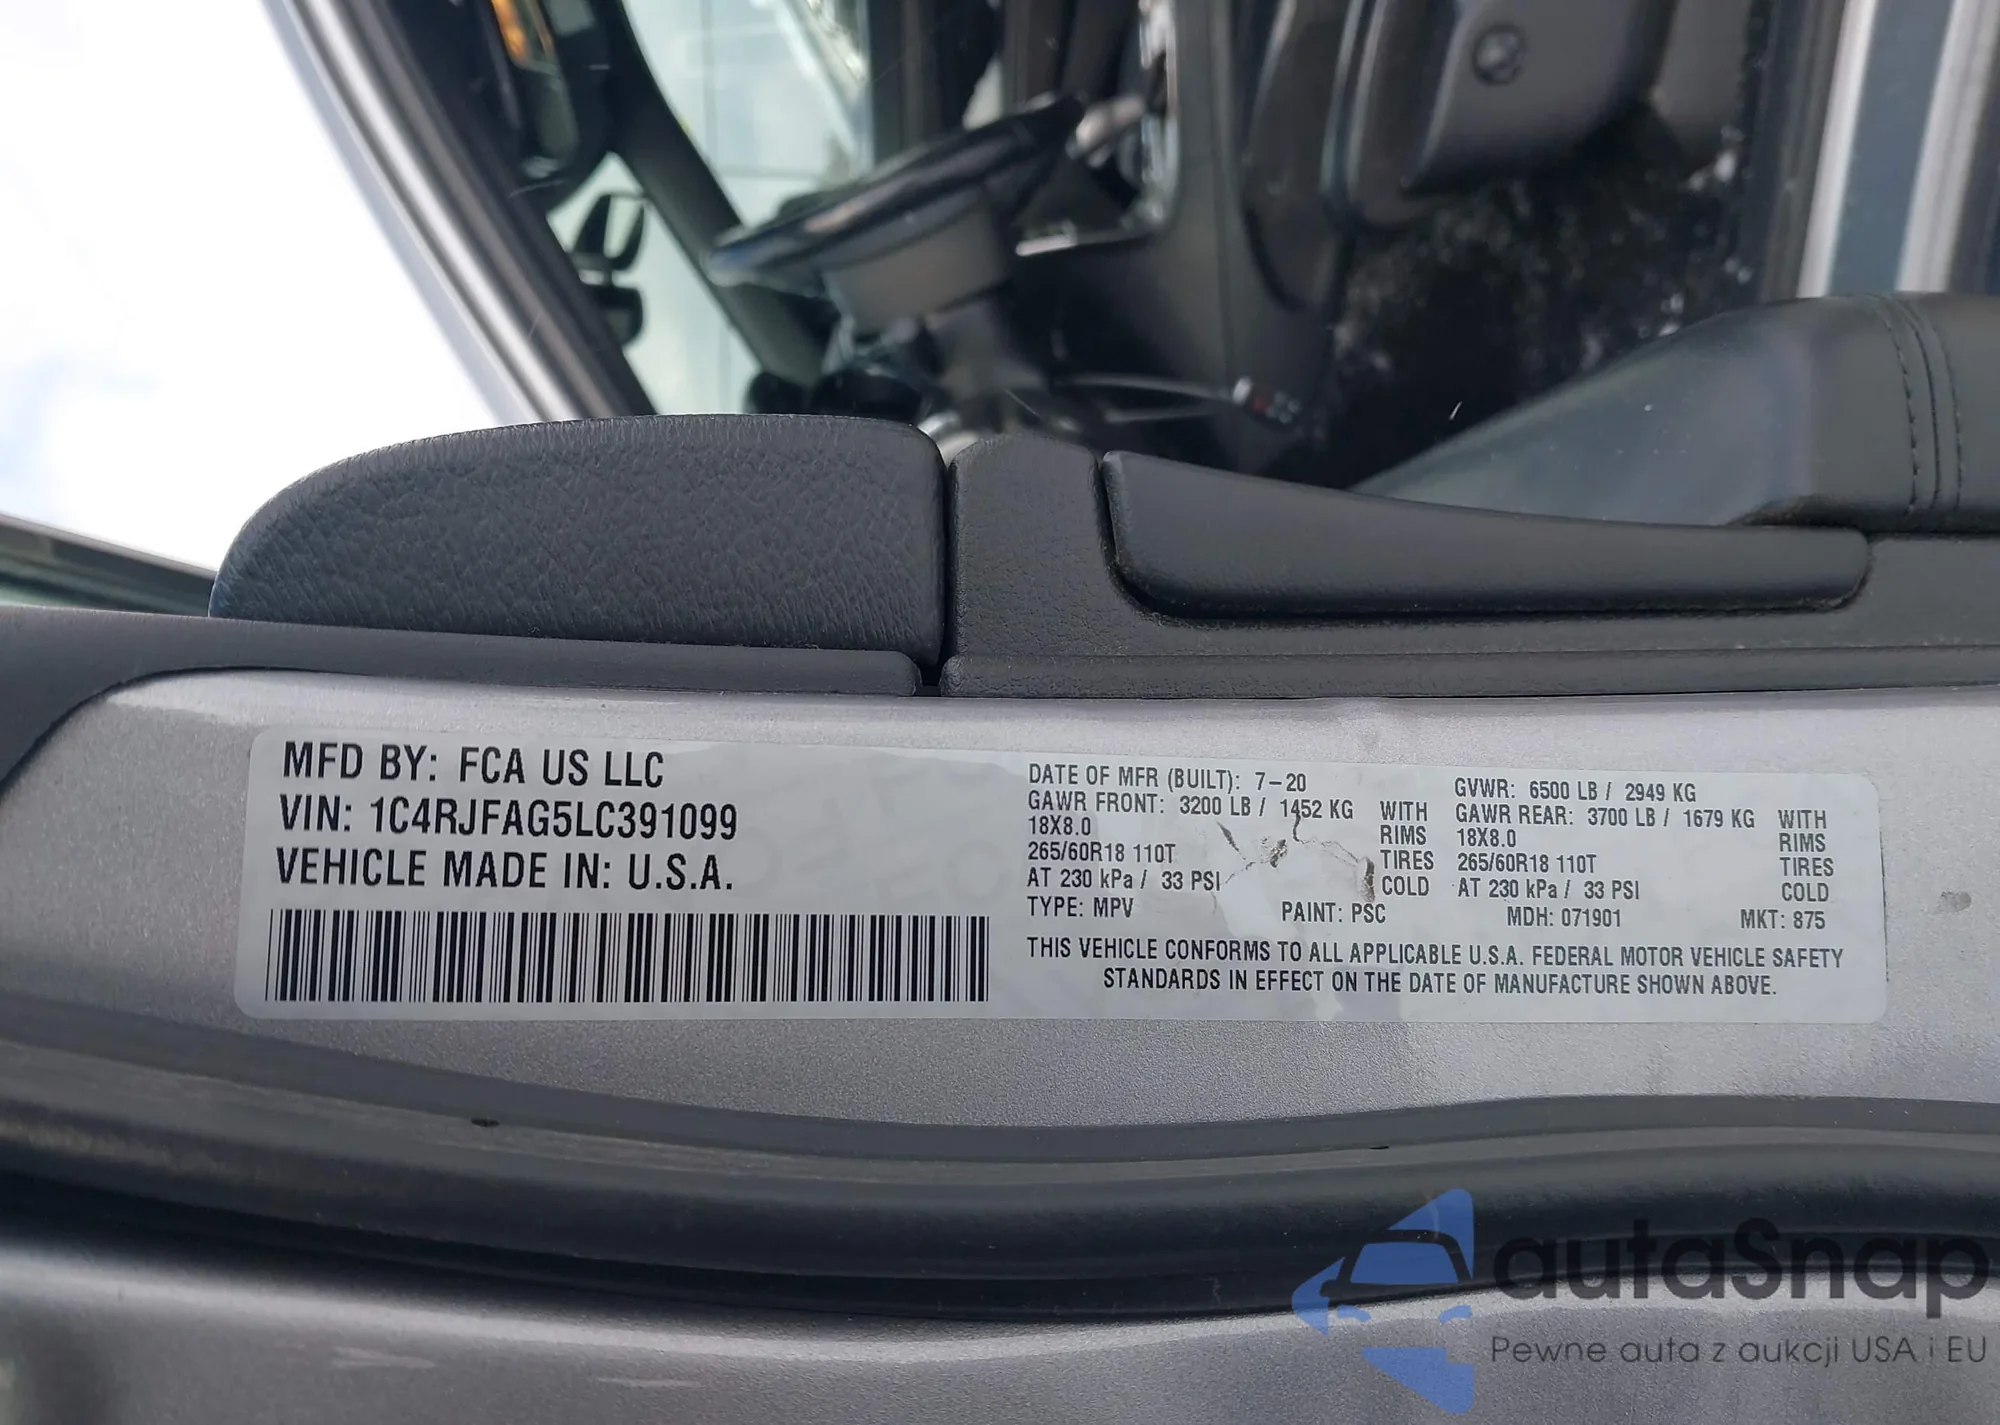 MFD BY: FCA US LLC
VIN: 1C4RJFAG5LC391099
VEHICLE MADE IN: U.S.A.
DATE OF MFR (BUILT): 7-20 GVWR: 6500 LB / 2949 KG
GAWR FRONT: 3200 LB / 1452 KG WITH GAWR REAR: 3700 LB / 1679 KG WITH
18X8.0 RIMS 18X8.0 RIMS
265/60R18 110T TIRES 265/60R18 110T TIRES
AT 230 kPa / 33 PSI COLD AT 230 kPa / 33 PSI COLD
TYPE: MPV PAINT: PSC MDH: 071901 MKT: 875
THIS VEHICLE CONFORMS TO ALL APPLICABLE U.S.A. FEDERAL MOTOR VEHICLE SAFETY
STANDARDS IN EFFECT ON THE DATE OF MANUFACTURE SHOWN ABOVE.
autaSnap
Pewne auta z aukcji USA i EU